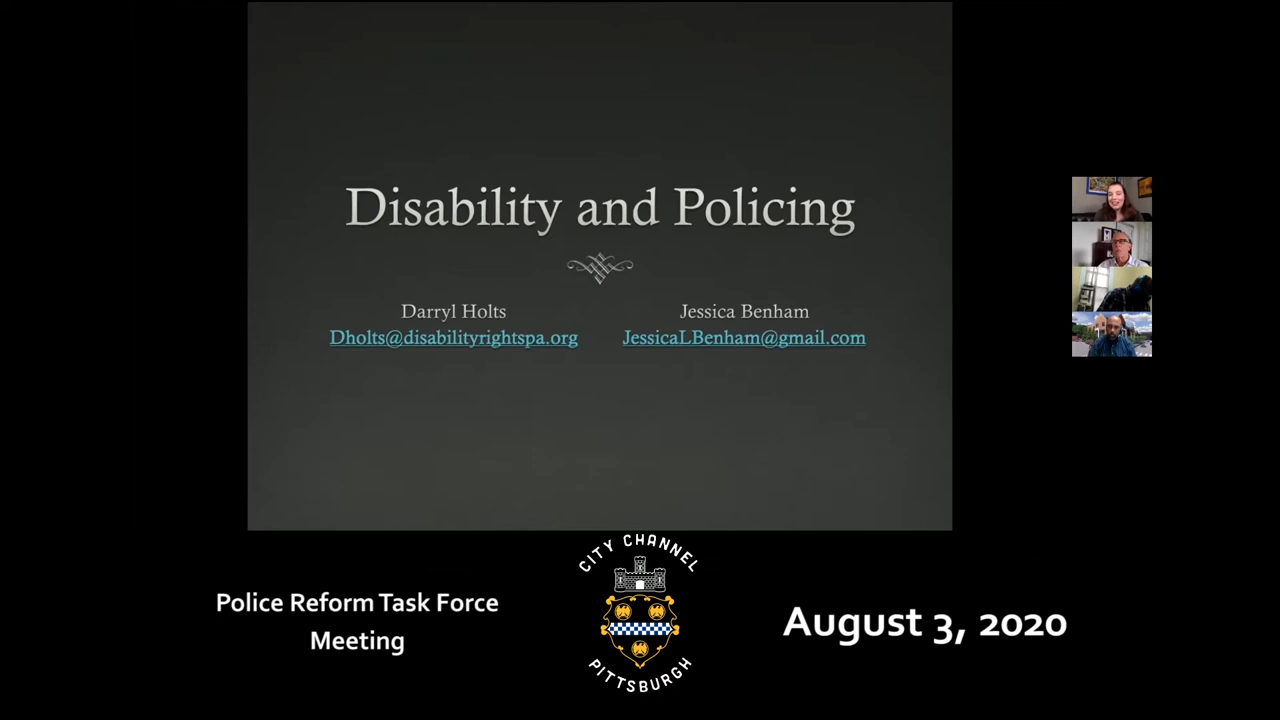 Disability and Policing
Darryl Holts
Dholts@disabilityrightspa.org
Jessica Benham
JessicaLBenham@gmail.com
CITY CHANNEL
PITTSBURGH
Police Reform Task Force
Meeting
August 3, 2020